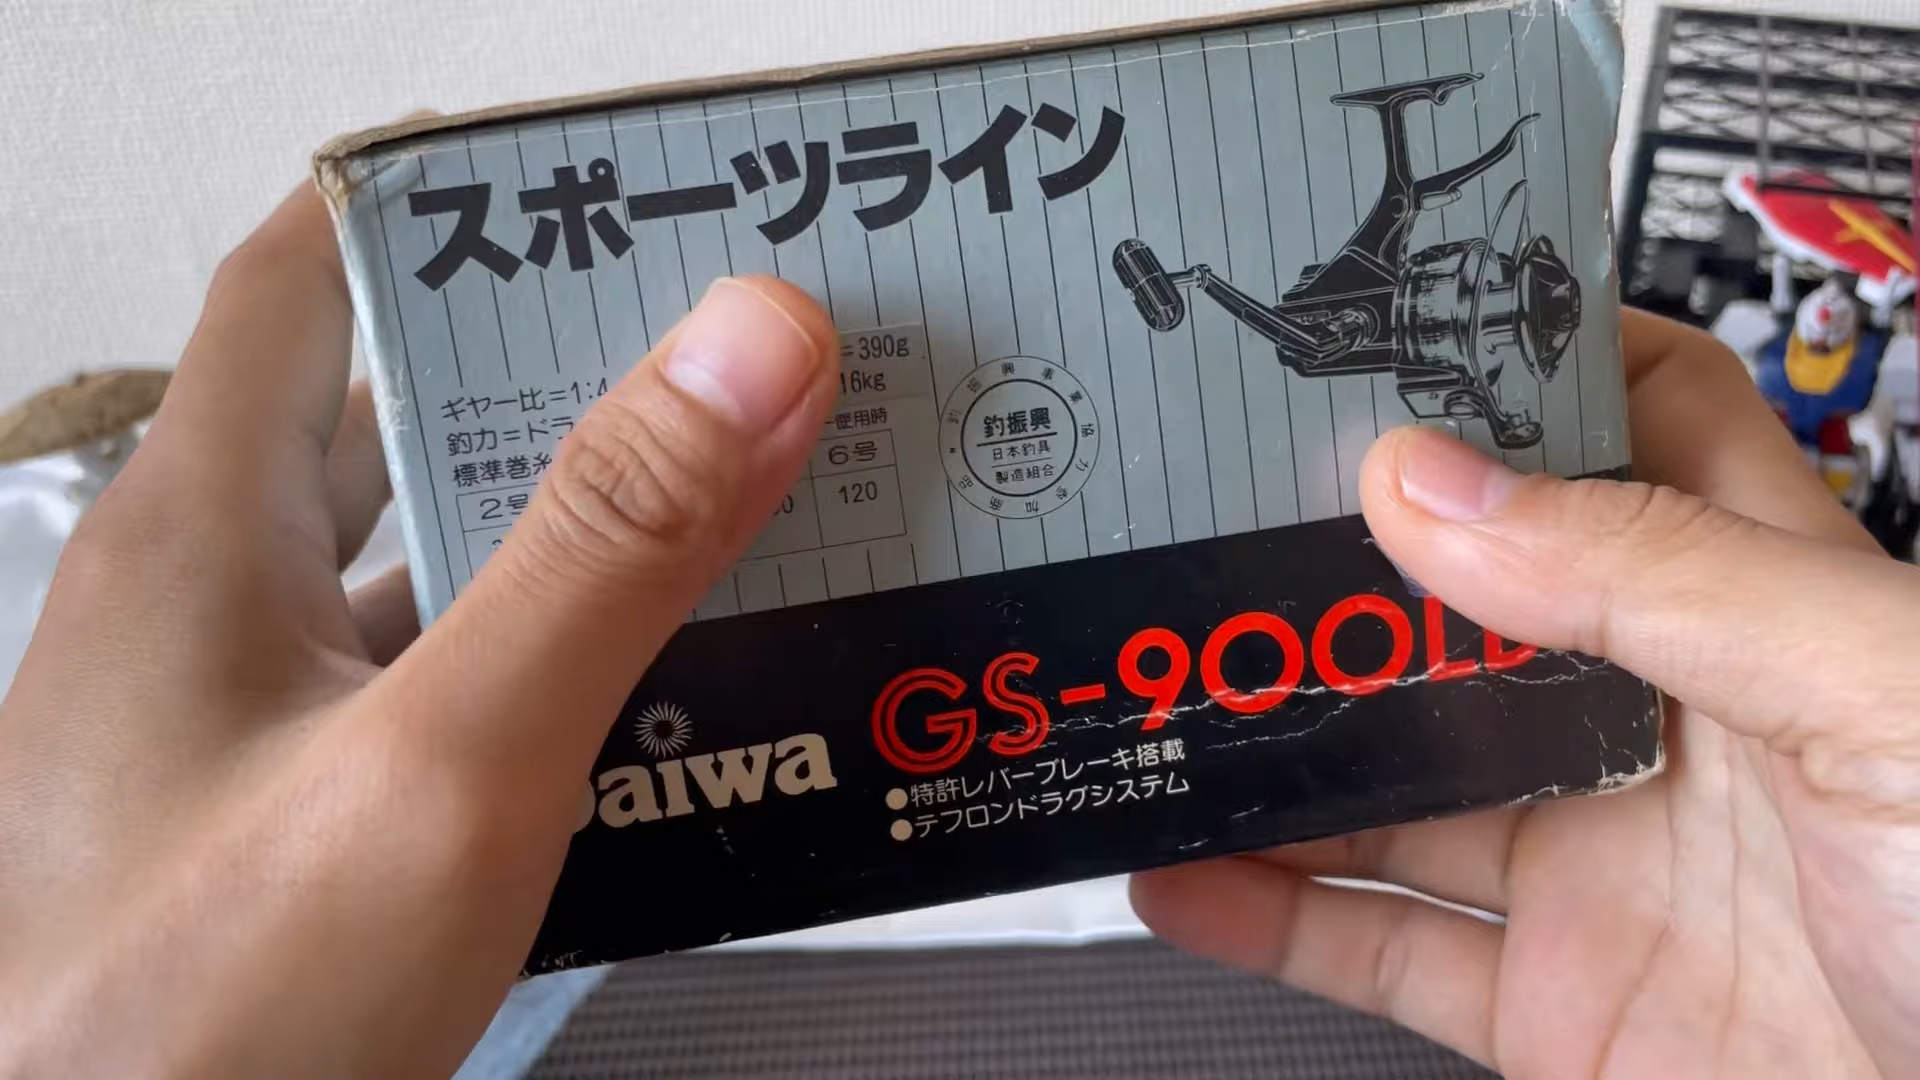 スポーツライン
=390g
ギヤー比=1:4
16kg
釣力=ドラ
使用時
標準巻糸
2号
6号
120
釣振興
日本釣具
製造組合
Daiwa
GS-900L
●特許レバーブレーキ搭載
●テフロンドラグシステム